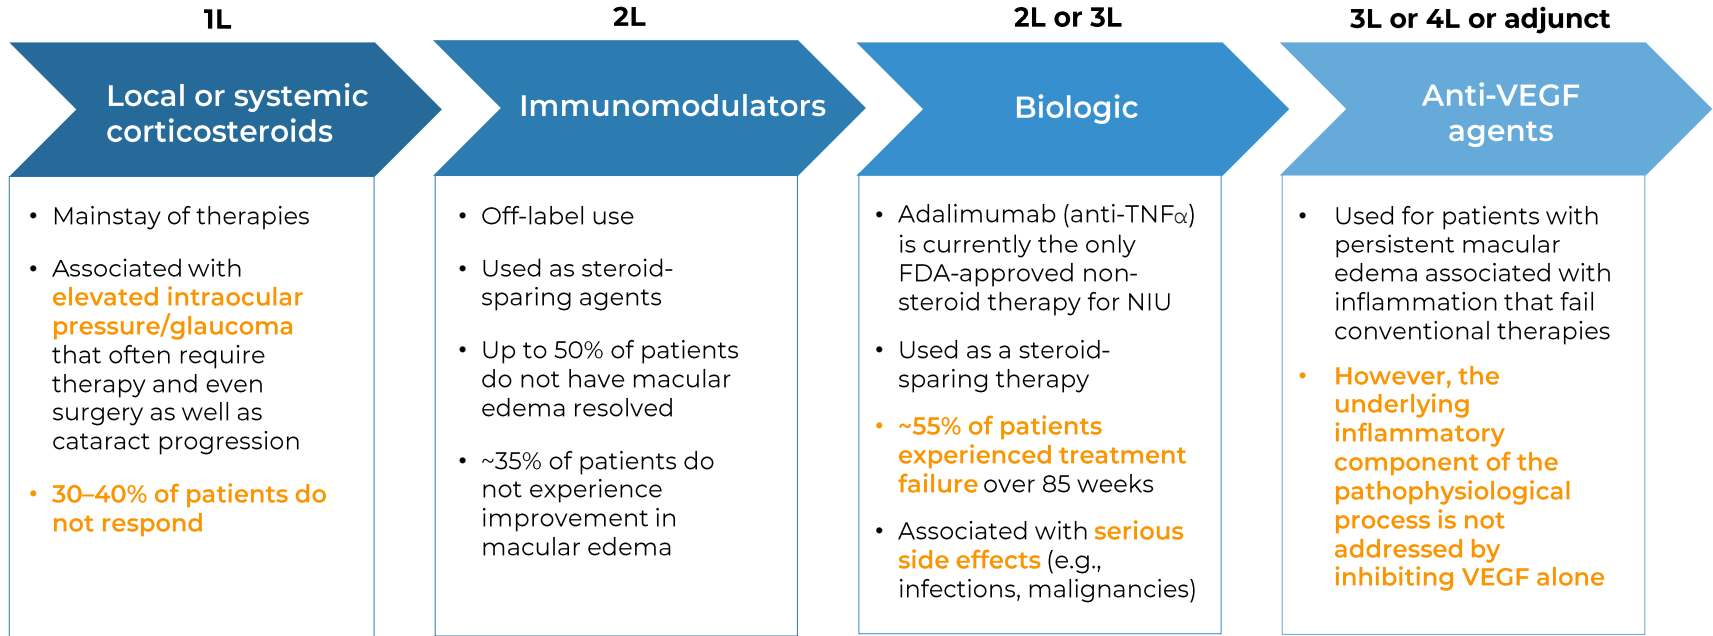 1L
Local or systemic
corticosteroids
• Mainstay of therapies
• Associated with
elevated intraocular
pressure/glaucoma
that often require
therapy and even
surgery as well as
cataract progression
• 30–40% of patients do
not respond
2L
Immunomodulators
• Off-label use
• Used as steroid-
sparing agents
• Up to 50% of patients
do not have macular
edema resolved
• ~35% of patients do
not experience
improvement in
macular edema
2L or 3L
Biologic
• Adalimumab (anti-TNFα)
is currently the only
FDA-approved non-
steroid therapy for NIU
• Used as a steroid-
sparing therapy
• ~55% of patients
experienced treatment
failure over 85 weeks
• Associated with serious
side effects (e.g.,
infections, malignancies)
3L or 4L or adjunct
Anti-VEGF
agents
• Used for patients with
persistent macular
edema associated with
inflammation that fail
conventional therapies
• However, the
underlying
inflammatory
component of the
pathophysiological
process is not
addressed by
inhibiting VEGF alone